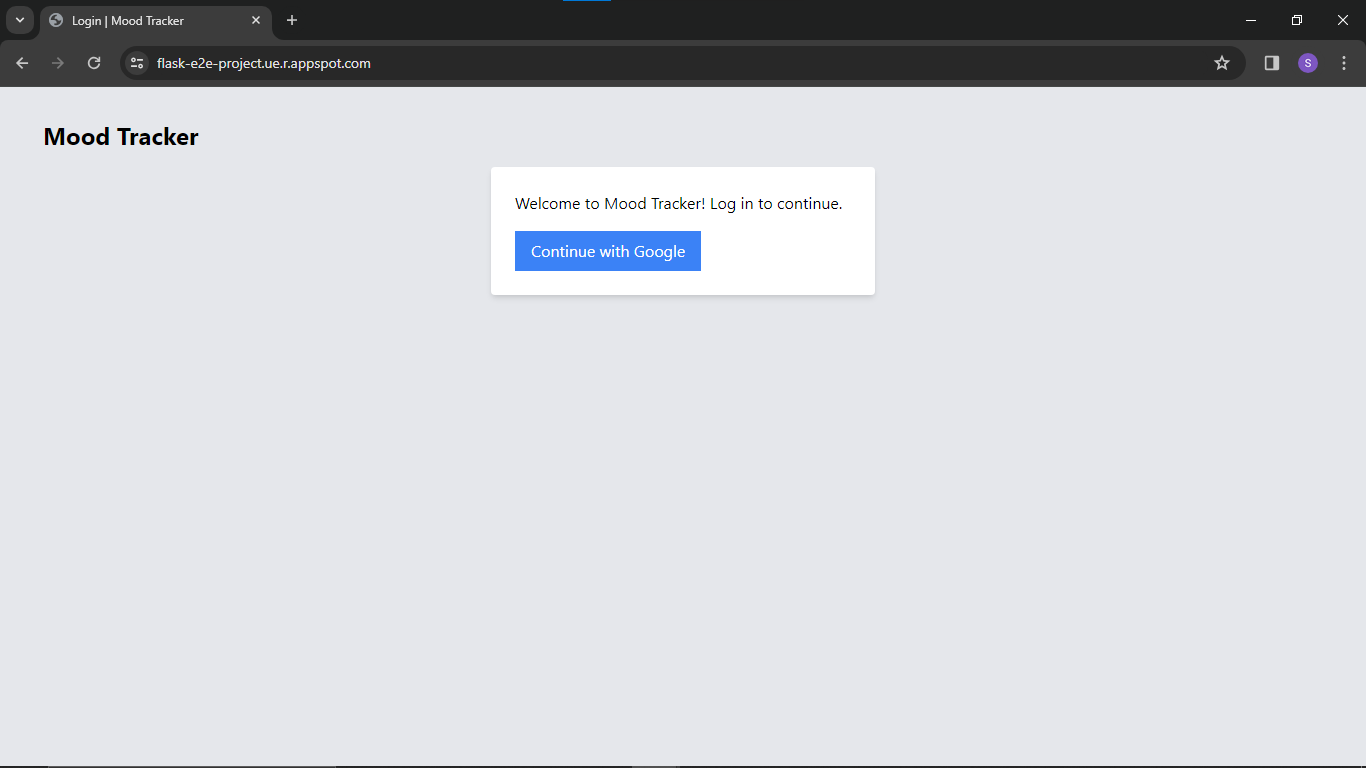 Login | Mood Tracker
flask-e2e-project.ue.r.appspot.com
S
Mood Tracker
Welcome to Mood Tracker! Log in to continue.
Continue with Google